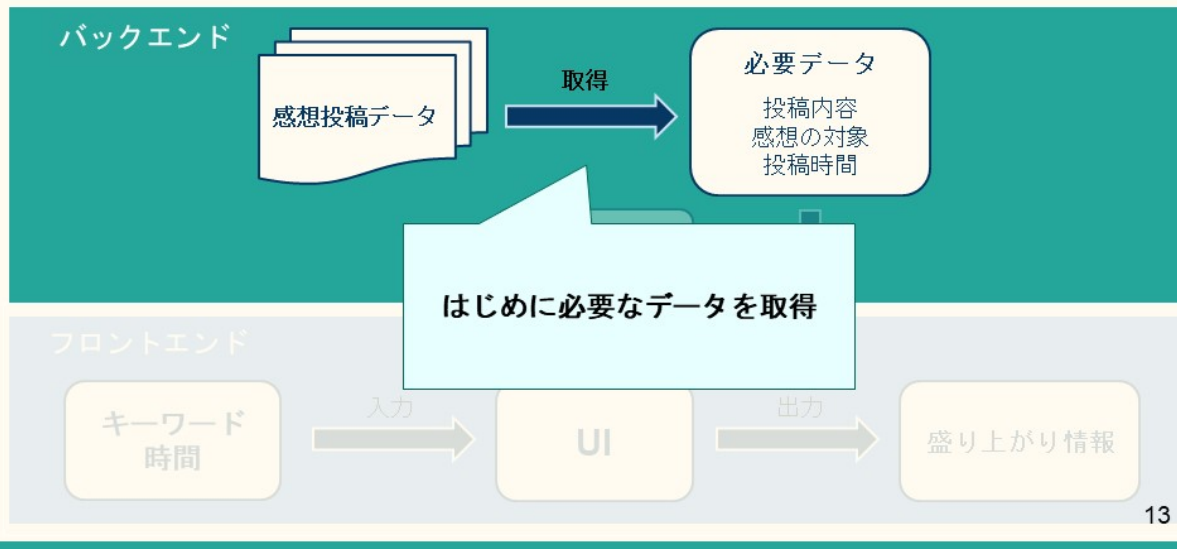 バックエンド
感想投稿データ
取得
必要データ
投稿内容
感想の対象
投稿時間
はじめに必要なデータを取得
フロントエンド
キーワード
時間
入力
UI
出力
盛り上がり情報
13